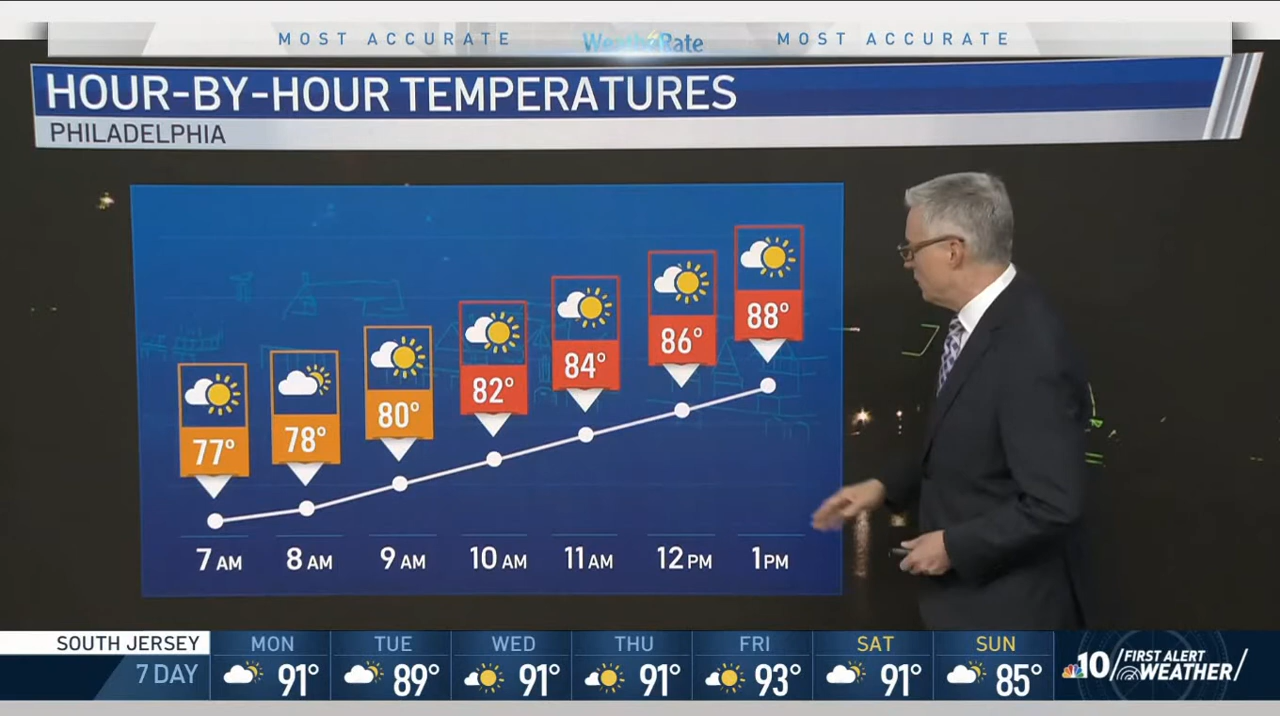 MOST ACCURATE WeatheRate MOST ACCURATE
HOUR-BY-HOUR TEMPERATURES
PHILADELPHIA
77° 78° 80° 82° 84° 86° 88°
7 AM 8 AM 9 AM 10 AM 11 AM 12 PM 1 PM
SOUTH JERSEY MON TUE WED THU FRI SAT SUN
7 DAY 91° 89° 91° 91° 93° 91° 85°
10 FIRST ALERT
WEATHER